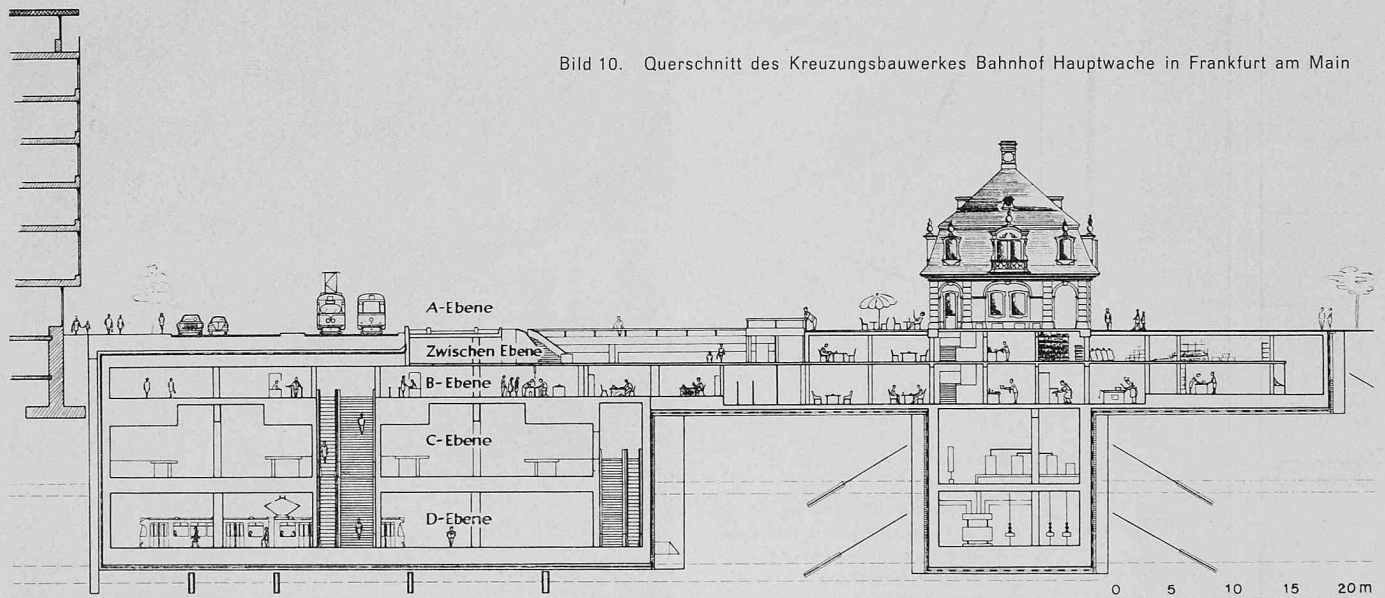 Bild 10. Querschnitt des Kreuzungsbauwerkes Bahnhof Hauptwache in Frankfurt am Main
A-Ebene
Zwischen Ebene
B-Ebene
C-Ebene
D-Ebene
0 5 10 15 20 m